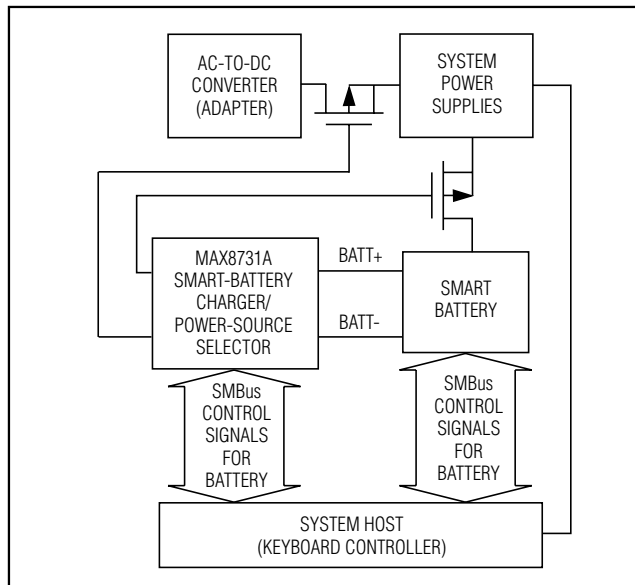 AC-TO-DC
CONVERTER
(ADAPTER)
SYSTEM
POWER
SUPPLIES
MAX8731A
SMART-BATTERY
CHARGER/
POWER-SOURCE
SELECTOR
BATT+
BATT-
SMART
BATTERY
SMBus
CONTROL
SIGNALS
FOR
BATTERY
SMBus
CONTROL
SIGNALS
FOR
BATTERY
SYSTEM HOST
(KEYBOARD CONTROLLER)